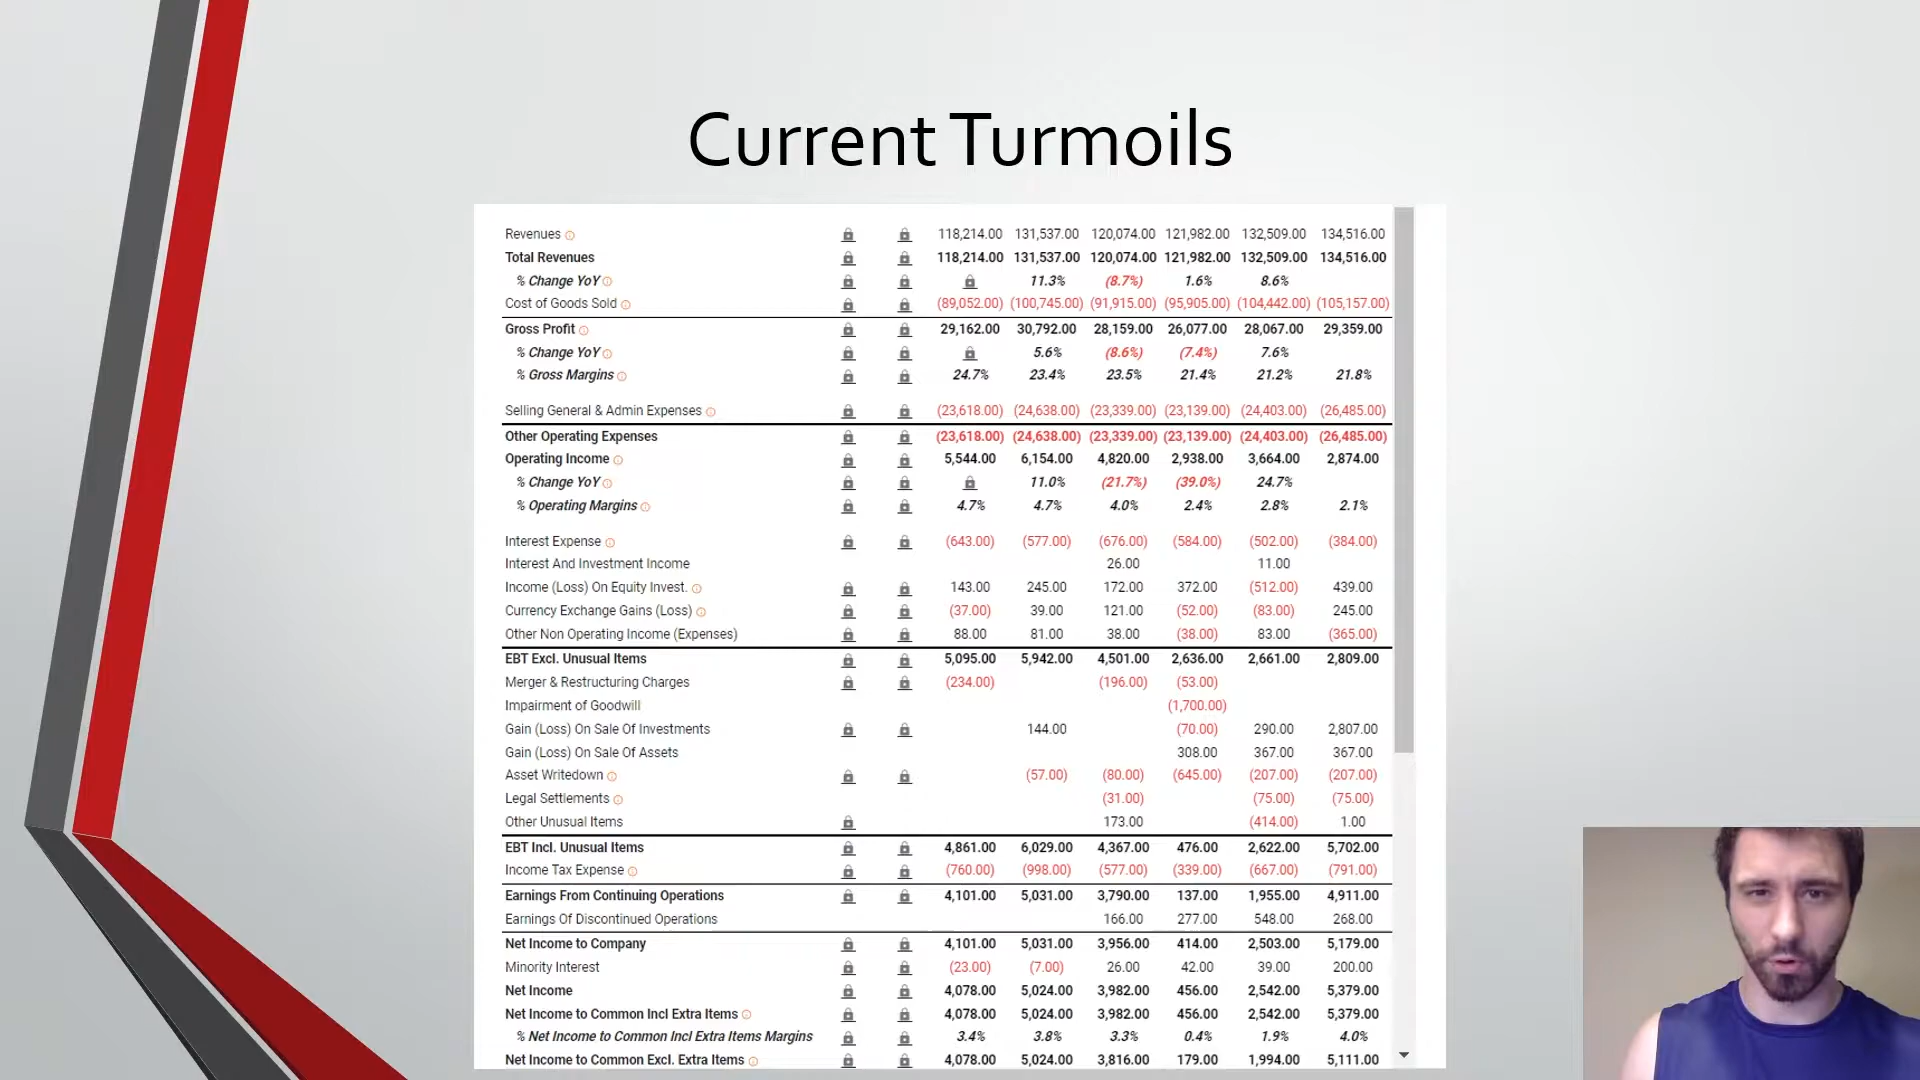 Current Turmoils
Revenues 118,214.00 131,537.00 120,074.00 121,982.00 132,509.00 134,516.00
Total Revenues 118,214.00 131,537.00 120,074.00 121,982.00 132,509.00 134,516.00
% Change YoY 11.3% (8.7%) 1.6% 8.6%
Cost of Goods Sold (89,052.00) (100,745.00) (91,915.00) (95,905.00) (104,442.00) (105,157.00)
Gross Profit 29,162.00 30,792.00 28,159.00 26,077.00 28,067.00 29,359.00
% Change YoY 5.6% (8.6%) (7.4%) 7.6%
% Gross Margins 24.7% 23.4% 23.5% 21.4% 21.2% 21.8%
Selling General & Admin Expenses (23,618.00) (24,638.00) (23,339.00) (23,139.00) (24,403.00) (26,485.00)
Other Operating Expenses (23,618.00) (24,638.00) (23,339.00) (23,139.00) (24,403.00) (26,485.00)
Operating Income 5,544.00 6,154.00 4,820.00 2,938.00 3,664.00 2,874.00
% Change YoY 11.0% (21.7%) (39.0%) 24.7%
% Operating Margins 4.7% 4.7% 4.0% 2.4% 2.8% 2.1%
Interest Expense (643.00) (577.00) (676.00) (584.00) (502.00) (384.00)
Interest And Investment Income 26.00 11.00
Income (Loss) On Equity Invest. 143.00 245.00 172.00 372.00 (512.00) 439.00
Currency Exchange Gains (Loss) (37.00) 39.00 121.00 (52.00) (83.00) 245.00
Other Non Operating Income (Expenses) 88.00 81.00 38.00 (38.00) 83.00 (365.00)
EBT Excl. Unusual Items 5,095.00 5,942.00 4,501.00 2,636.00 2,661.00 2,809.00
Merger & Restructuring Charges (234.00) (196.00) (53.00)
Impairment of Goodwill (1,700.00)
Gain (Loss) On Sale Of Investments 144.00 (70.00) 290.00 2,807.00
Gain (Loss) On Sale Of Assets 308.00 367.00 367.00
Asset Writedown (57.00) (80.00) (645.00) (207.00) (207.00)
Legal Settlements (31.00) (75.00) (75.00)
Other Unusual Items 173.00 (414.00) 1.00
EBT Incl. Unusual Items 4,861.00 6,029.00 4,367.00 476.00 2,622.00 5,702.00
Income Tax Expense (760.00) (998.00) (577.00) (339.00) (667.00) (791.00)
Earnings From Continuing Operations 4,101.00 5,031.00 3,790.00 137.00 1,955.00 4,911.00
Earnings Of Discontinued Operations 166.00 277.00 548.00 268.00
Net Income to Company 4,101.00 5,031.00 3,956.00 414.00 2,503.00 5,179.00
Minority Interest (23.00) (7.00) 26.00 42.00 39.00 200.00
Net Income 4,078.00 5,024.00 3,982.00 456.00 2,542.00 5,379.00
Net Income to Common Incl Extra Items 4,078.00 5,024.00 3,982.00 456.00 2,542.00 5,379.00
% Net Income to Common Incl Extra Items Margins 3.4% 3.8% 3.3% 0.4% 1.9% 4.0%
Net Income to Common Excl. Extra Items 4,078.00 5,024.00 3,816.00 179.00 1,994.00 5,111.00